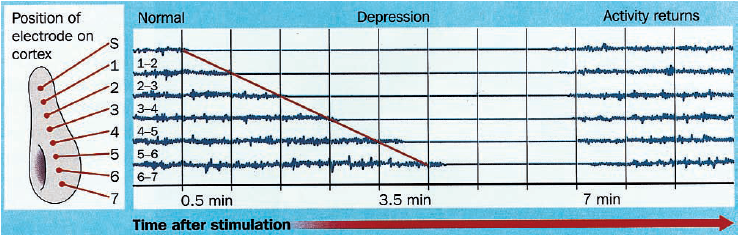 Position of
electrode on
cortex
S
1
2
3
4
5
6
7
Normal
Depression
Activity returns
1–2
2–3
3–4
4–5
5–6
6–7
0.5 min
3.5 min
7 min
Time after stimulation